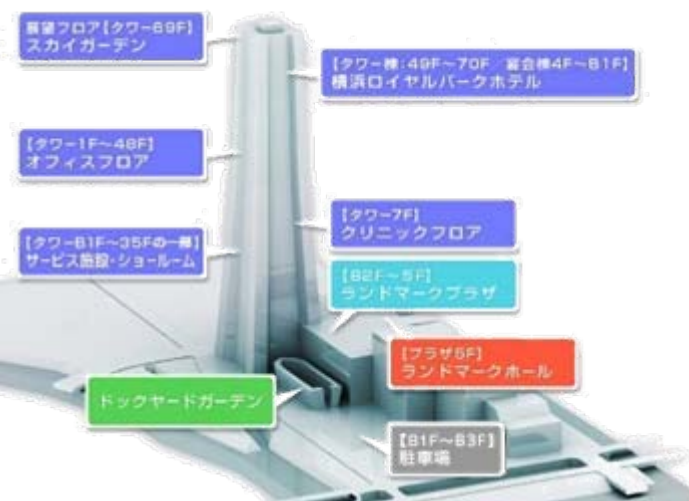 展望フロア【タワー69F】
スカイガーデン
【タワー棟:49F～70F／宴会棟4F～B1F】
横浜ロイヤルパークホテル
【タワー1F～48F】
オフィスフロア
【タワー7F】
クリニックフロア
【タワーB1F～35Fの一部】
サービス施設・ショールーム
【B2F～5F】
ランドマークプラザ
【プラザ5F】
ランドマークホール
ドックヤードガーデン
【B1F～B3F】
駐車場